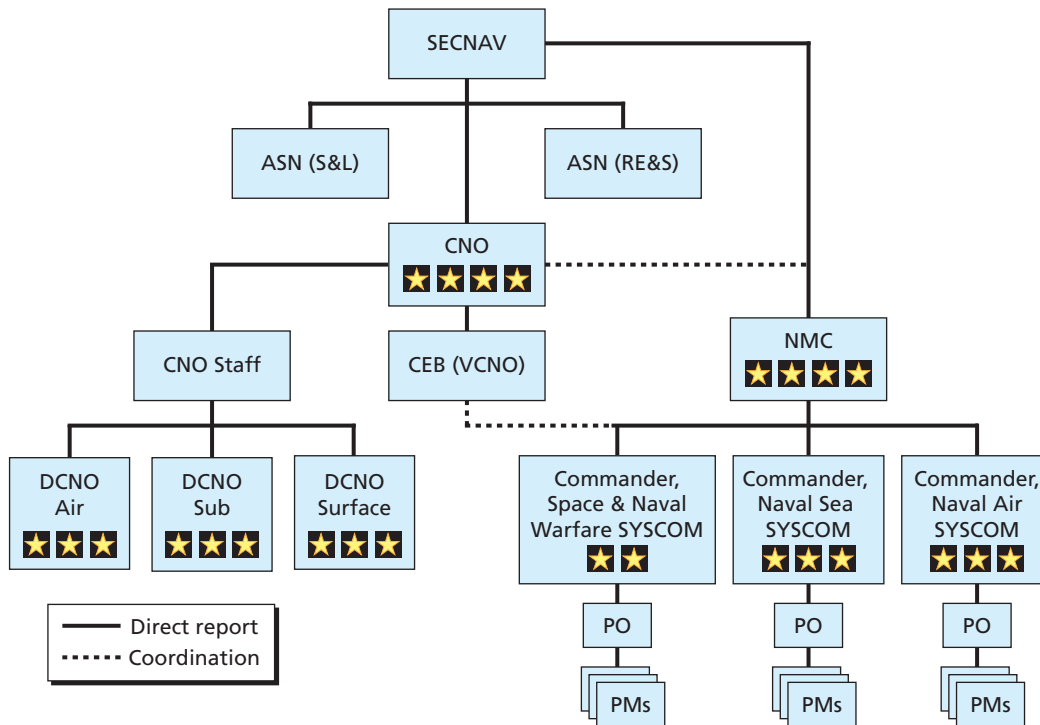 SECNAV
ASN (S&L)
ASN (RE&S)
CNO
CNO Staff
CEB (VCNO)
NMC
DCNO
Air
DCNO
Sub
DCNO
Surface
Commander,
Space & Naval
Warfare SYSCOM
Commander,
Naval Sea
SYSCOM
Commander,
Naval Air
SYSCOM
PO
PO
PO
PMs
PMs
PMs
Direct report
Coordination